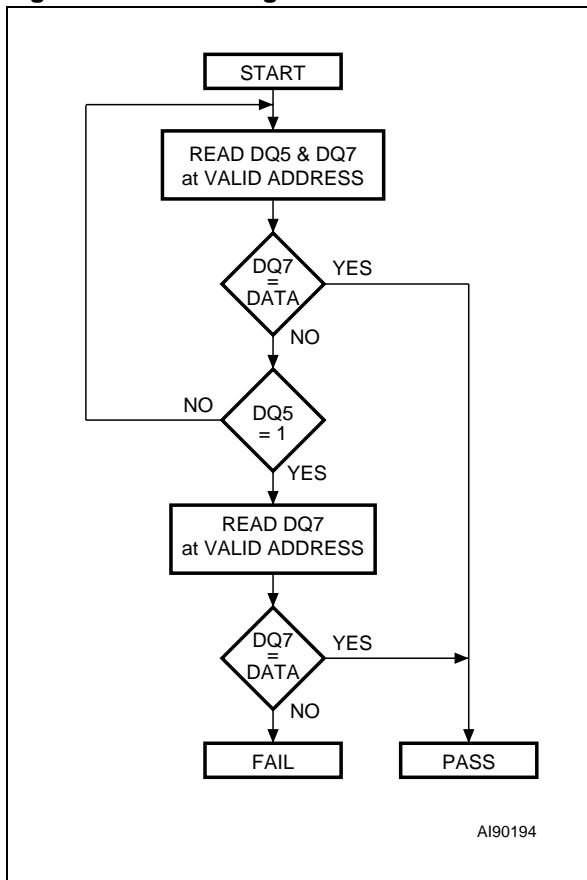 START
READ DQ5 & DQ7
at VALID ADDRESS
DQ7
=
DATA
YES
NO
DQ5
= 1
NO
YES
READ DQ7
at VALID ADDRESS
DQ7
=
DATA
YES
NO
FAIL
PASS
AI90194